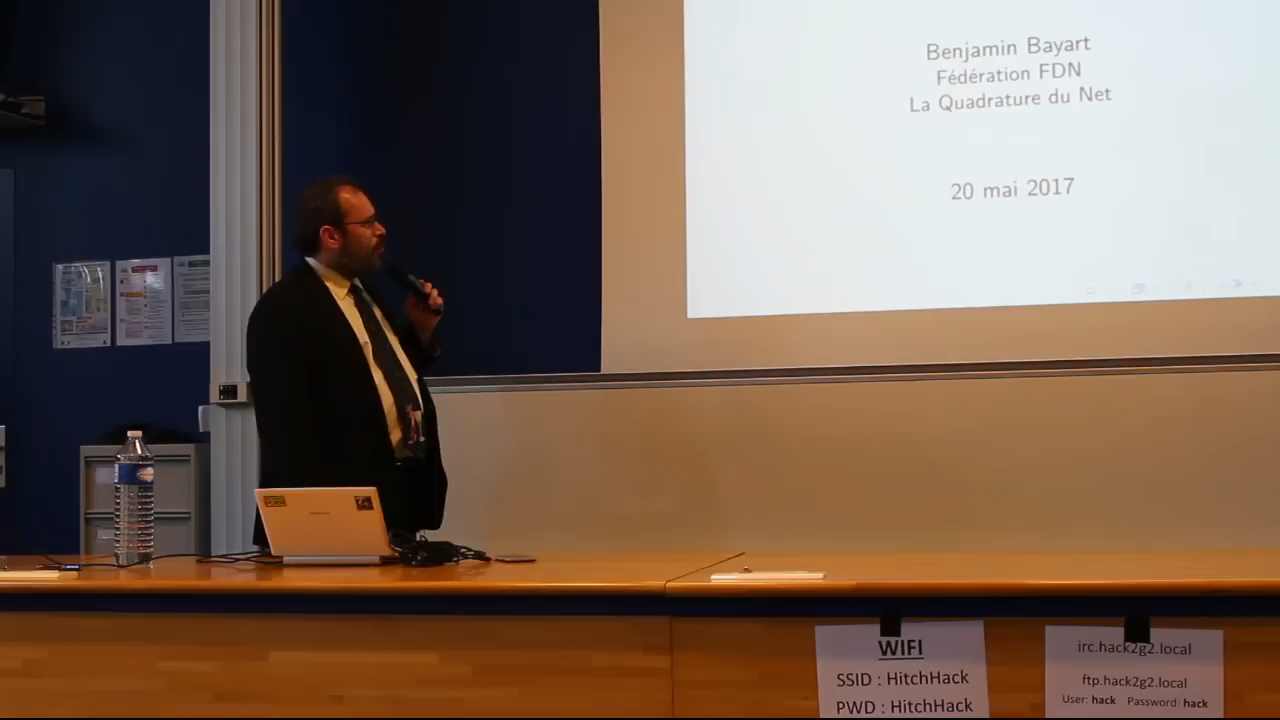 Benjamin Bayart
Fédération FDN
La Quadrature du Net
20 mai 2017
WIFI
SSID : HitchHack
PWD : HitchHack
irc.hack2g2.local
ftp.hack2g2.local
User: hack Password: hack